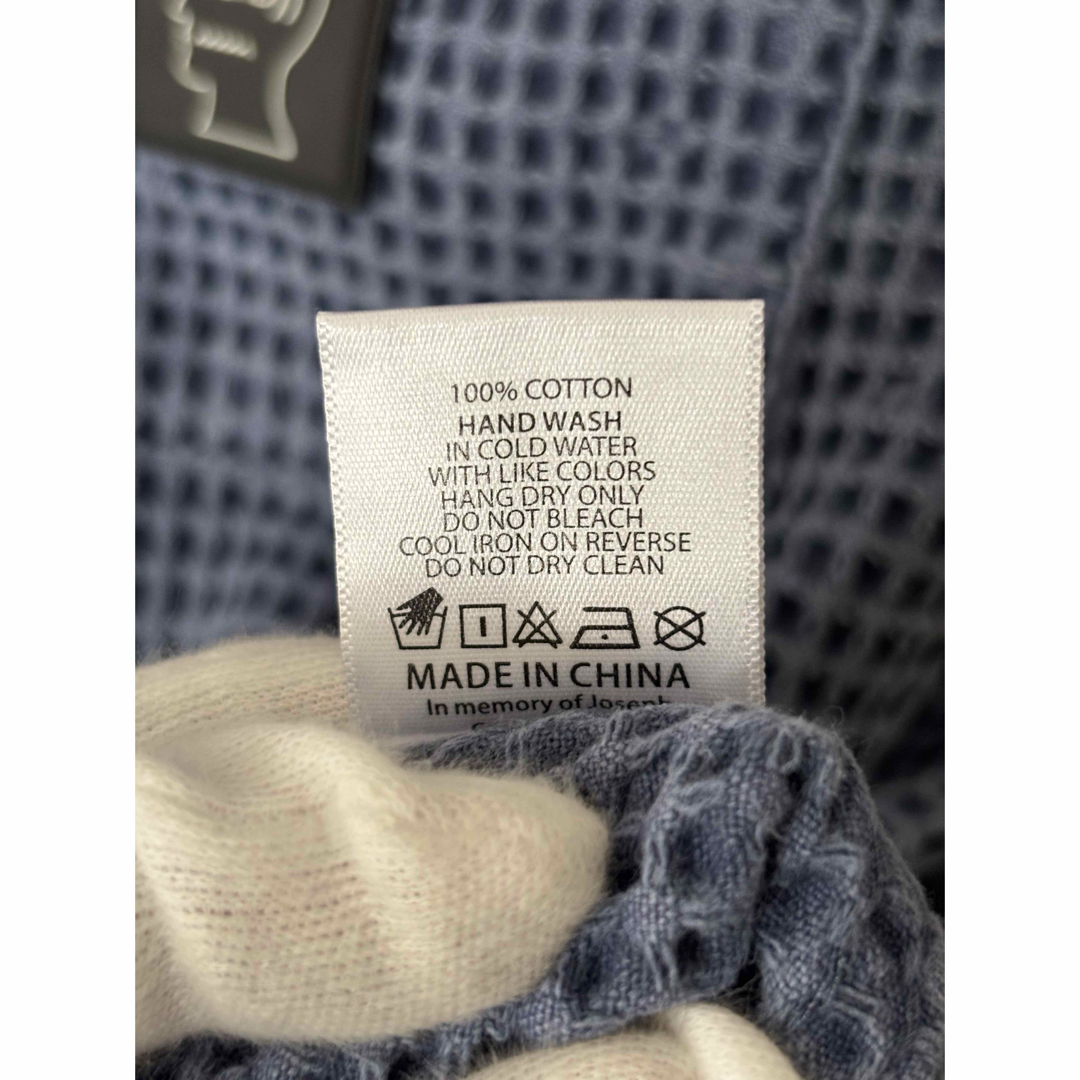 100% COTTON
HAND WASH
IN COLD WATER
WITH LIKE COLORS
HANG DRY ONLY
DO NOT BLEACH
COOL IRON ON REVERSE
DO NOT DRY CLEAN
MADE IN CHINA
In memory of Joseph